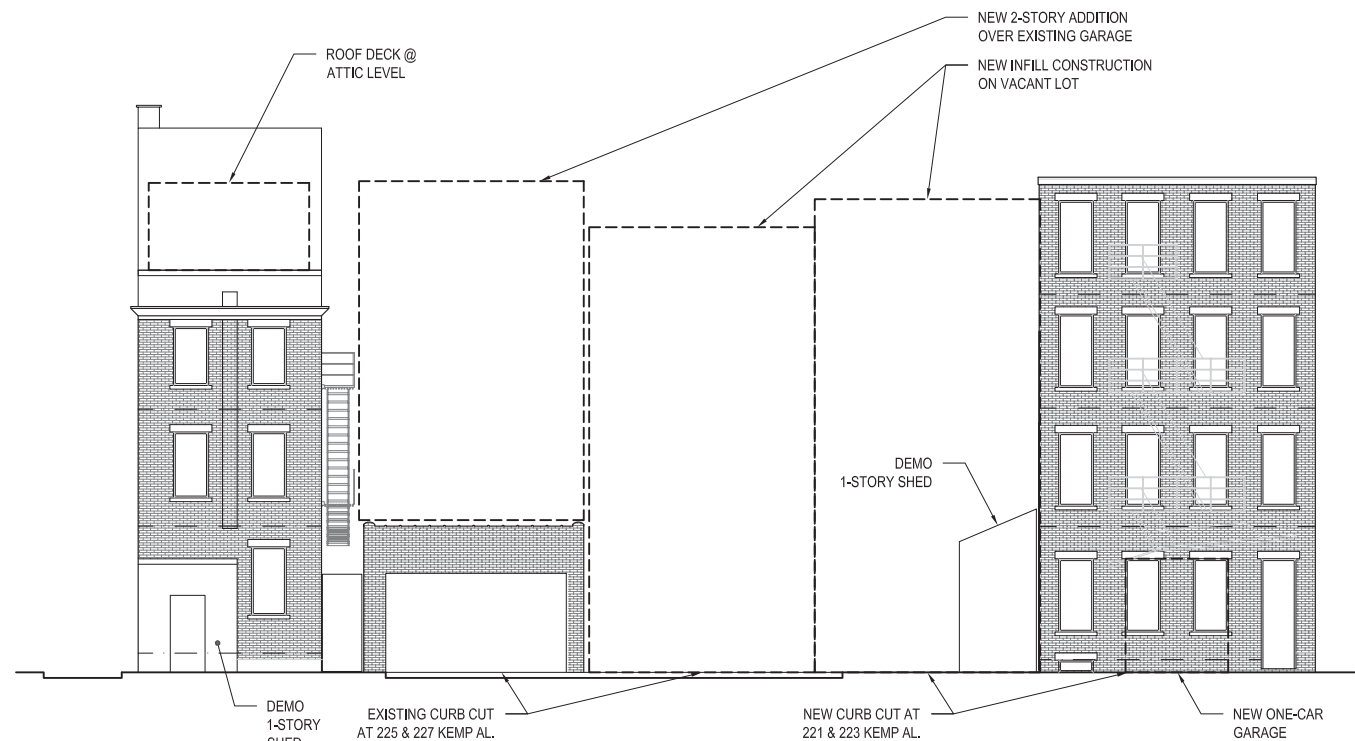 NEW 2-STORY ADDITION
OVER EXISTING GARAGE
ROOF DECK @
ATTIC LEVEL
NEW INFILL CONSTRUCTION
ON VACANT LOT
DEMO
1-STORY SHED
DEMO
1-STORY
SHED
EXISTING CURB CUT
AT 225 & 227 KEMP AL.
NEW CURB CUT AT
221 & 223 KEMP AL.
NEW ONE-CAR
GARAGE